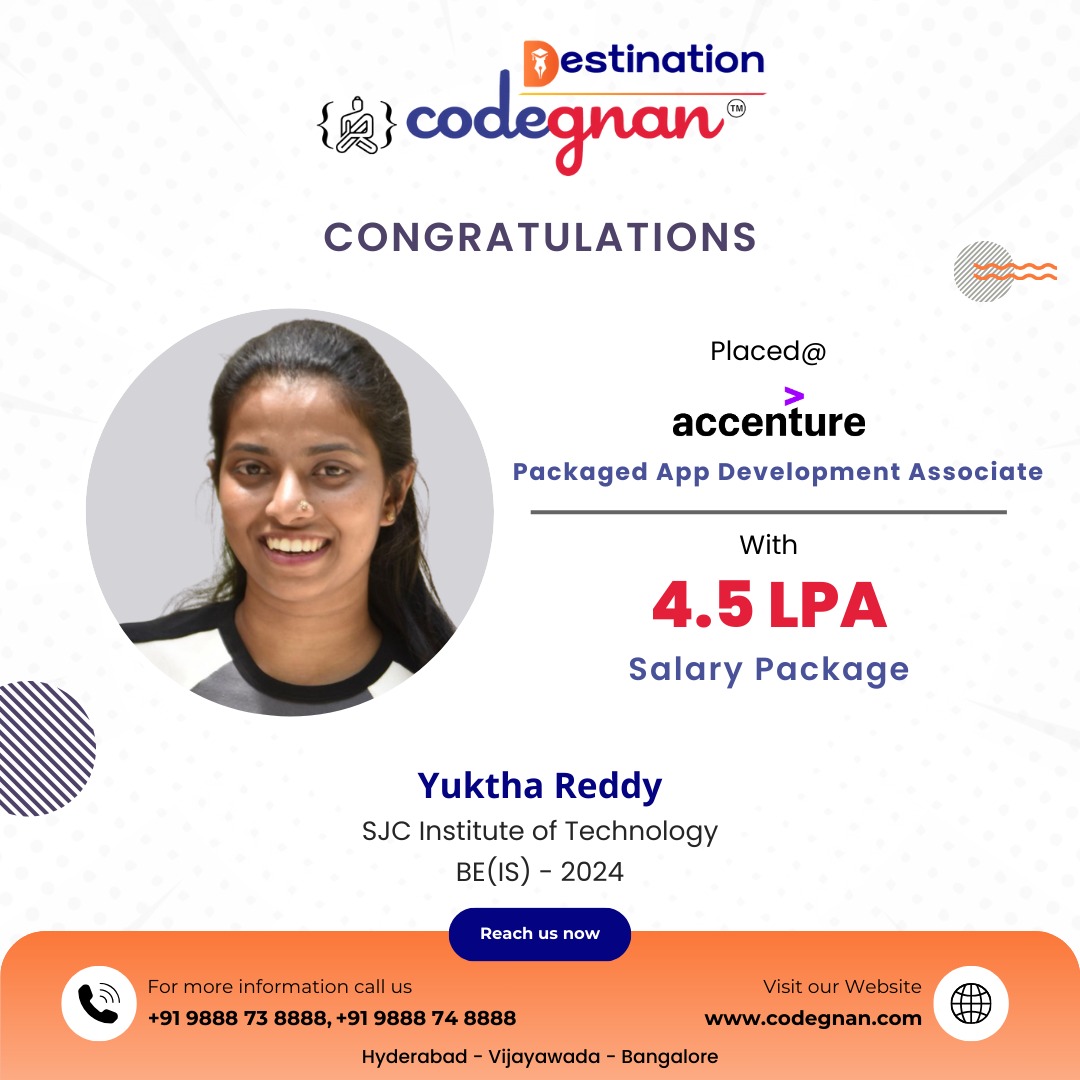 Destination
codegnan™
CONGRATULATIONS
Placed@
accenture
Packaged App Development Associate
With
4.5 LPA
Salary Package
Yuktha Reddy
SJC Institute of Technology
BE(IS) - 2024
Reach us now
For more information call us
+91 9888 73 8888, +91 9888 74 8888
Visit our Website
www.codegnan.com
Hyderabad - Vijayawada - Bangalore